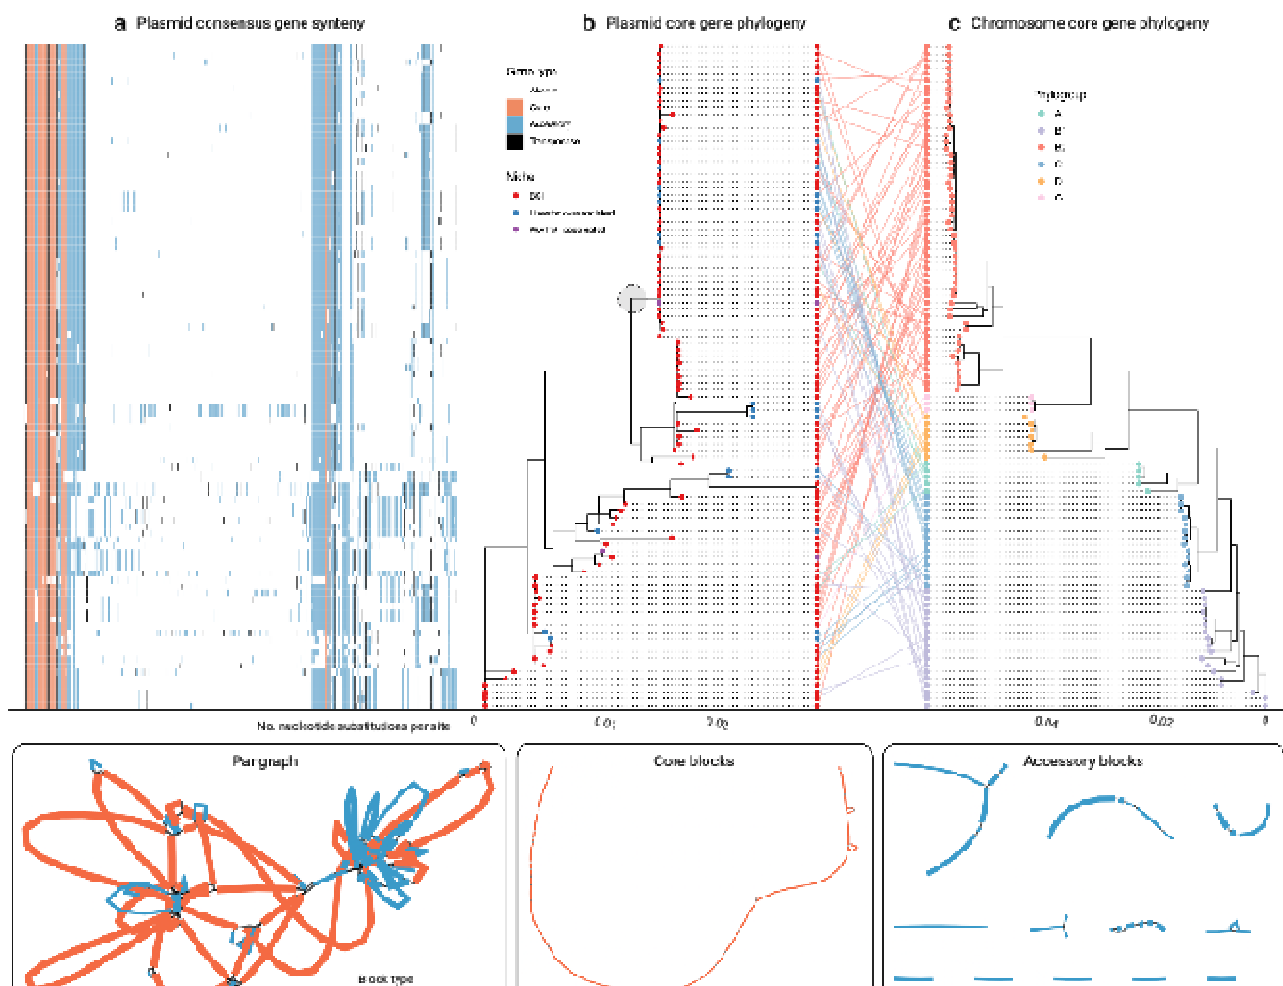 a Plasmid consensus gene synteny
b Plasmid core gene phylogeny
c Chromosome core gene phylogeny
Gene type
Core
Accessory
Transposase
Niche
BSI
Phylogroup
A
D
No. nucleotide substitutions per site
0
0.01
0.02
0.04
0.02
0
Pangraph
Core blocks
Accessory blocks
Block type